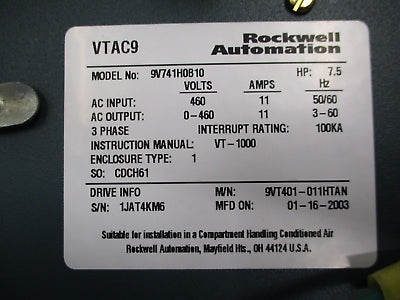 VTAC9 Rockwell Automation
MODEL No: 9V741H0B10 HP: 7.5
VOLTS AMPS Hz
AC INPUT: 460 11 50/60
AC OUTPUT: 0-460 11 3-60
3 PHASE INTERRUPT RATING: 100KA
INSTRUCTION MANUAL: VT-1000
ENCLOSURE TYPE: 1
SO: CDCH61
DRIVE INFO M/N: 9VT401-011HTAN
S/N: 1JAT4KM6 MFD ON: 01-16-2003
Suitable for installation in a Compartment Handling Conditioned Air
Rockwell Automation, Mayfield Hts., OH 44124 U.S.A.